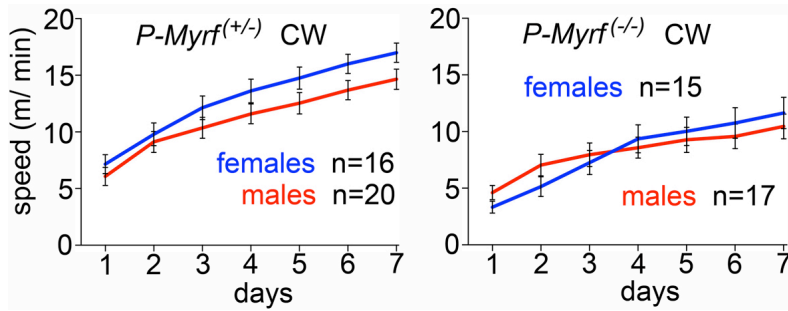 P-Myrf(+/-) CW
speed (m/ min)
20
15
10
5
0
females n=16
males n=20
1 2 3 4 5 6 7
days
P-Myrf(-/-) CW
20
15
10
5
0
females n=15
males n=17
1 2 3 4 5 6 7
days